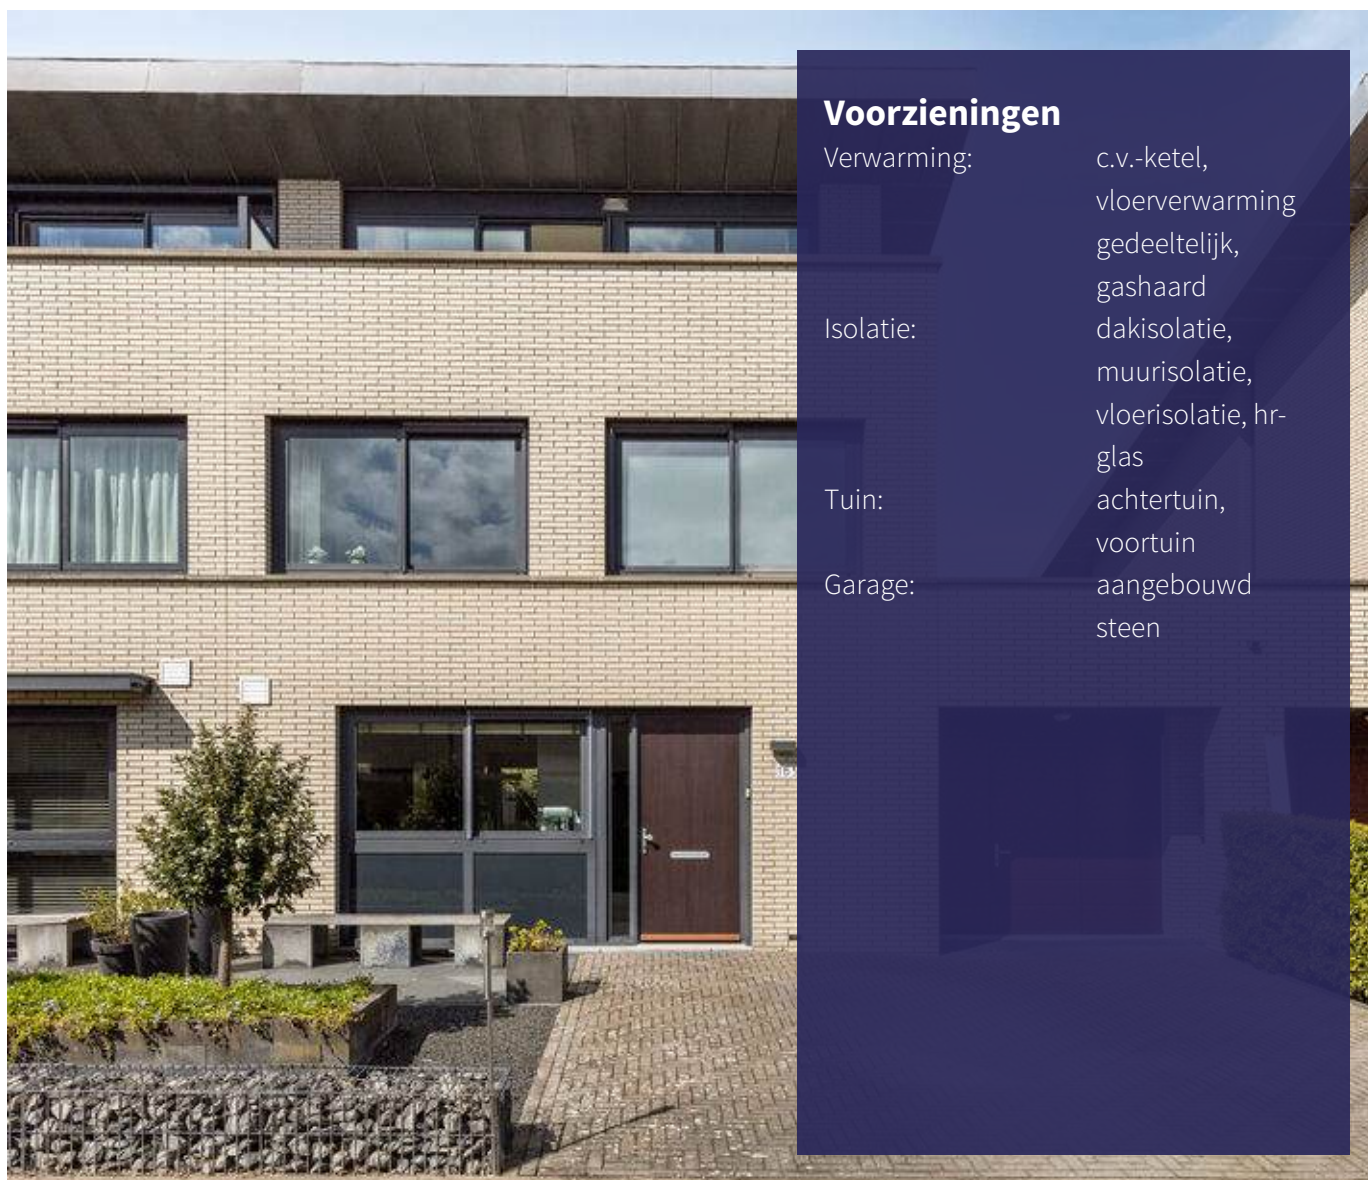 Voorzieningen
Verwarming: c.v.-ketel,
vloerverwarming
gedeeltelijk,
gashaard
Isolatie: dakisolatie,
muurisolatie,
vloerisolatie, hr-
glas
Tuin: achtertuin,
voortuin
Garage: aangebouwd
steen